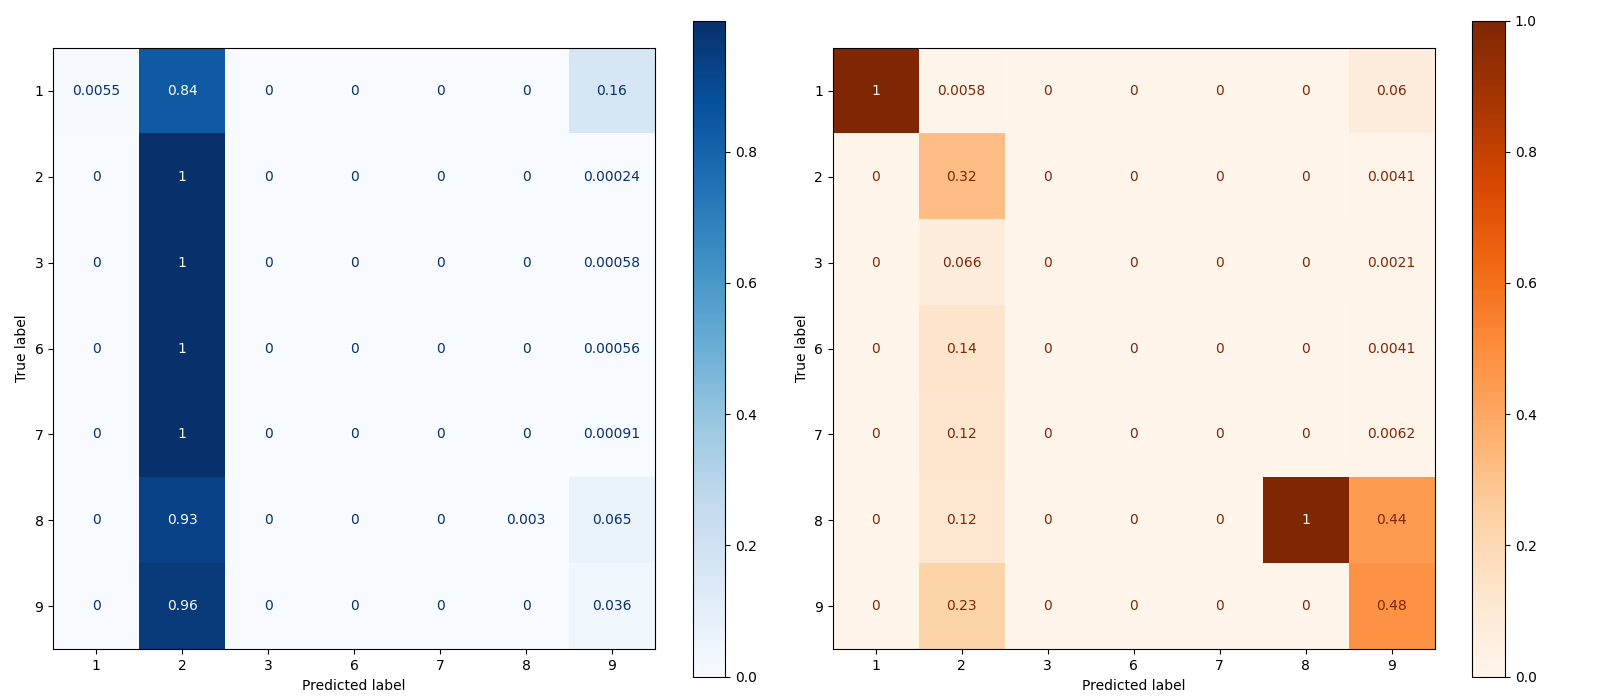 1 0.0055 0.84 0 0 0 0 0.16
2 0 1 0 0 0 0 0.00024
3 0 1 0 0 0 0 0.00058
6 0 1 0 0 0 0 0.00056
7 0 1 0 0 0 0 0.00091
8 0 0.93 0 0 0 0.003 0.065
9 0 0.96 0 0 0 0 0.036
1 2 3 6 7 8 9
True label
Predicted label
0.8
0.6
0.4
0.2
0.0
1 1 0.0058 0 0 0 0 0.06
2 0 0.32 0 0 0 0 0.0041
3 0 0.066 0 0 0 0 0.0021
6 0 0.14 0 0 0 0 0.0041
7 0 0.12 0 0 0 0 0.0062
8 0 0.12 0 0 0 1 0.44
9 0 0.23 0 0 0 0 0.48
1 2 3 6 7 8 9
True label
Predicted label
1.0
0.8
0.6
0.4
0.2
0.0